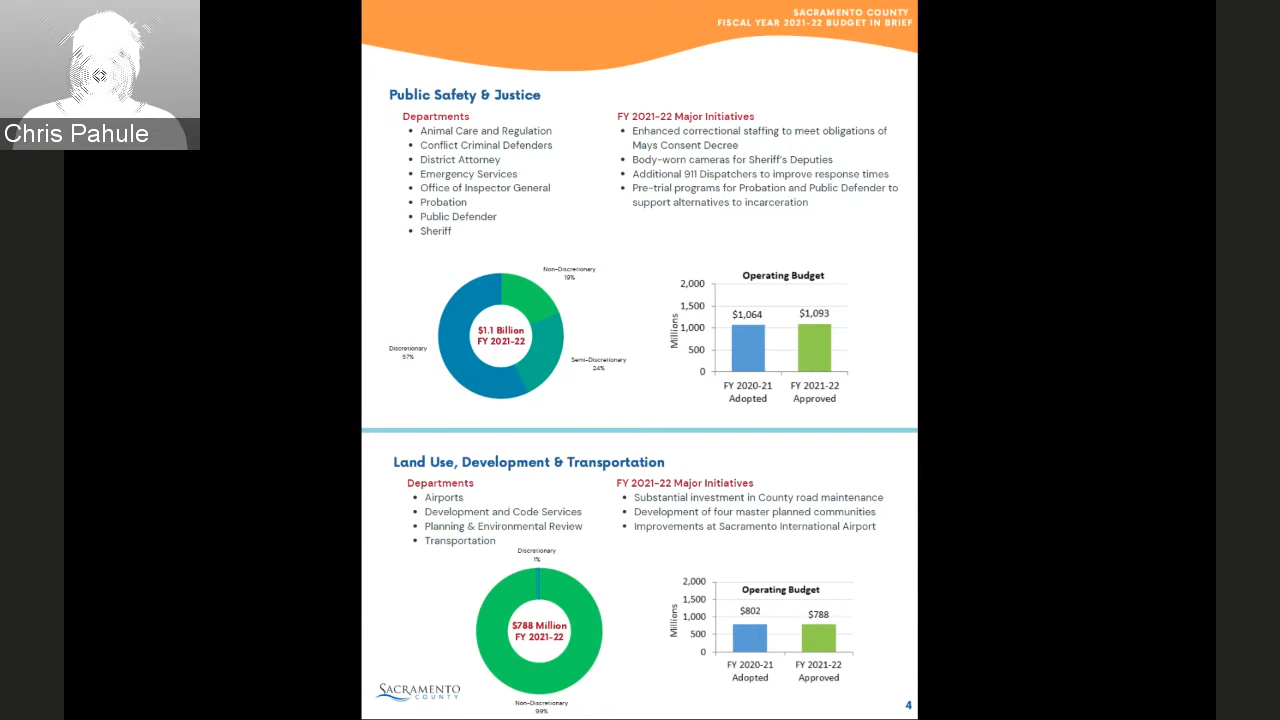 SACRAMENTO COUNTY
FISCAL YEAR 2021-22 BUDGET IN BRIEF
Chris Pahule
Public Safety & Justice
Departments
• Animal Care and Regulation
• Conflict Criminal Defenders
• District Attorney
• Emergency Services
• Office of Inspector General
• Probation
• Public Defender
• Sheriff
FY 2021-22 Major Initiatives
• Enhanced correctional staffing to meet obligations of
Mays Consent Decree
• Body-worn cameras for Sheriff's Deputies
• Additional 911 Dispatchers to improve response times
• Pre-trial programs for Probation and Public Defender to
support alternatives to incarceration
Non-Discretionary
19%
$1.1 Billion
FY 2021-22
Discretionary
57%
Semi-Discretionary
24%
Operating Budget
Millions
2,000
1,500
1,000
500
0
$1,064
$1,093
FY 2020-21
Adopted
FY 2021-22
Approved
Land Use, Development & Transportation
Departments
• Airports
• Development and Code Services
• Planning & Environmental Review
• Transportation
FY 2021-22 Major Initiatives
• Substantial investment in County road maintenance
• Development of four master planned communities
• Improvements at Sacramento International Airport
Discretionary
1%
$788 Million
FY 2021-22
Non-Discretionary
99%
Operating Budget
Millions
2,000
1,500
1,000
500
0
$802
$788
FY 2020-21
Adopted
FY 2021-22
Approved
SACRAMENTO
COUNTY
4